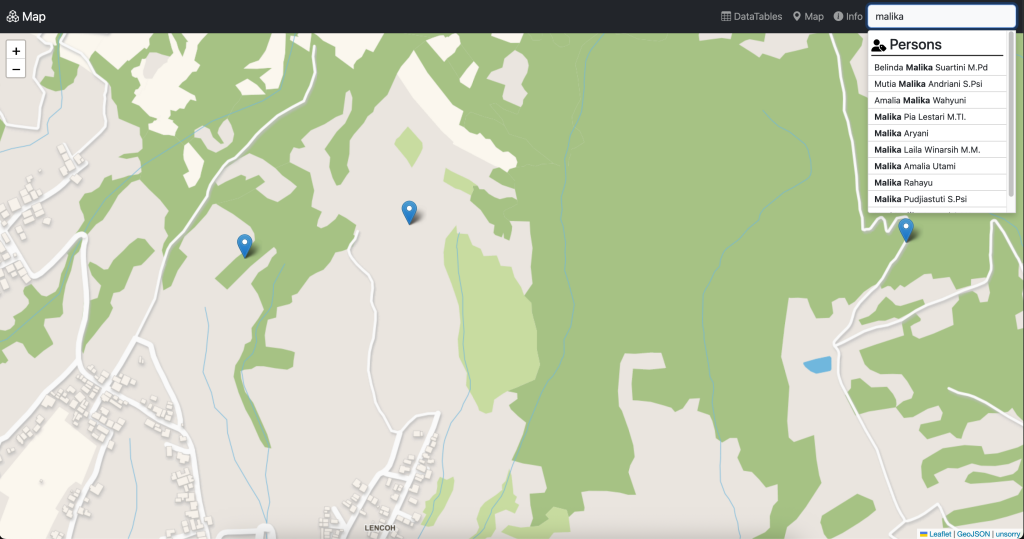 Map
DataTables
Map
Info
malika
+
−
Persons
Belinda Malika Suartini M.Pd
Mutia Malika Andriani S.Psi
Amalia Malika Wahyuni
Malika Pia Lestari M.TI.
Malika Aryani
Malika Laila Winarsih M.M.
Malika Amalia Utami
Malika Rahayu
Malika Pudjiastuti S.Psi
LENCOH
Leaflet | GeoJSON | unsorry